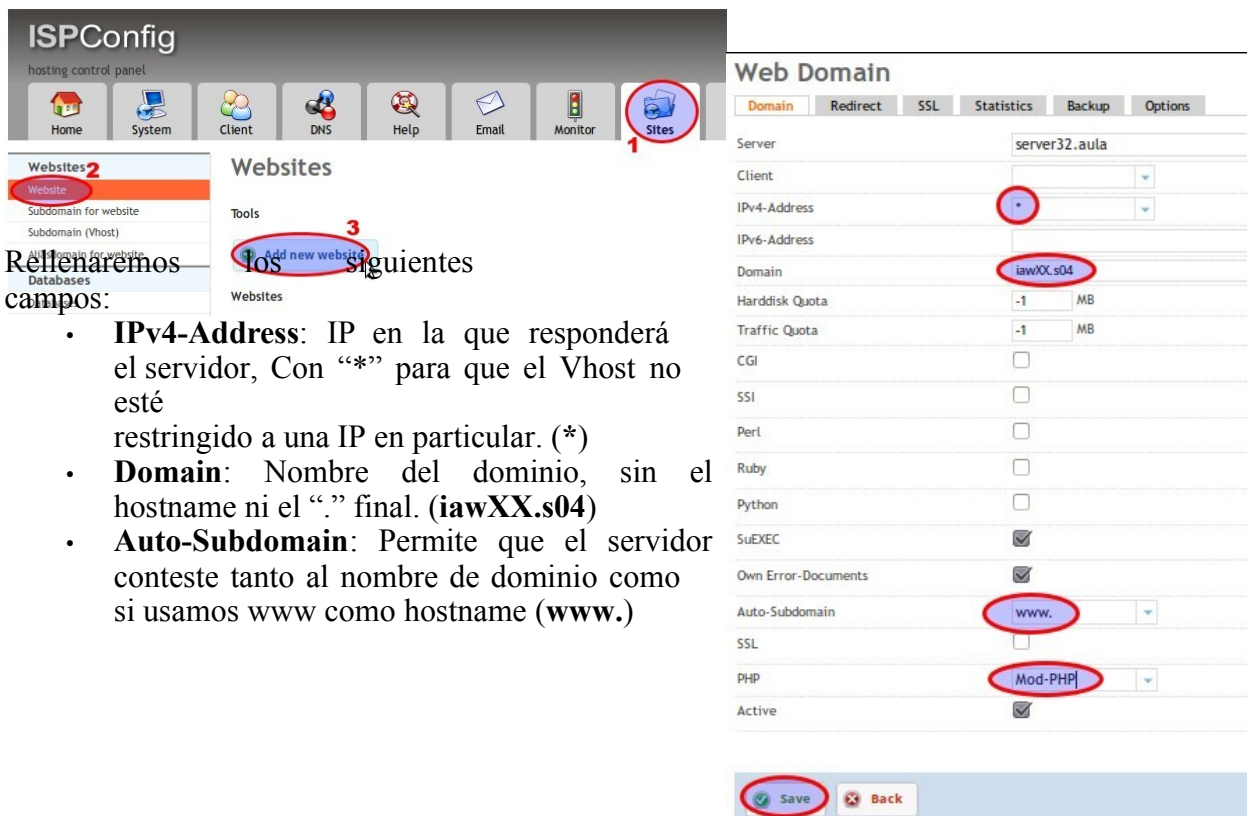 ISPConfig
hosting control panel
Home System Client DNS Help Email Monitor Sites
1
Websites 2
Website
Subdomain for website
Subdomain (Vhost)
Aliasdomain for website
Databases
Databases
Websites
Tools
3
Add new website
Websites
Rellenaremos los siguientes
campos:
• IPv4-Address: IP en la que responderá
el servidor, Con “*” para que el Vhost no
esté
restringido a una IP en particular. (*)
• Domain: Nombre del dominio, sin el
hostname ni el “.” final. (iawXX.s04)
• Auto-Subdomain: Permite que el servidor
conteste tanto al nombre de dominio como
si usamos www como hostname (www.)
Web Domain
Domain Redirect SSL Statistics Backup Options
Server server32.aula
Client
IPv4-Address *
IPv6-Address
Domain iawXX.s04
Harddisk Quota -1 MB
Traffic Quota -1 MB
CGI
SSI
Perl
Ruby
Python
SuEXEC
Own Error-Documents
Auto-Subdomain www.
SSL
PHP Mod-PHP
Active
Save Back